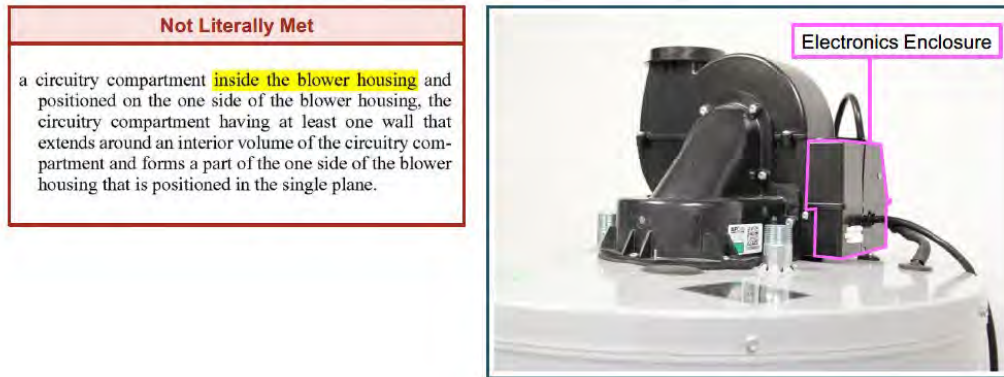 Not Literally Met
a circuitry compartment inside the blower housing and
positioned on the one side of the blower housing, the
circuitry compartment having at least one wall that
extends around an interior volume of the circuitry com-
partment and forms a part of the one side of the blower
housing that is positioned in the single plane.
Electronics Enclosure